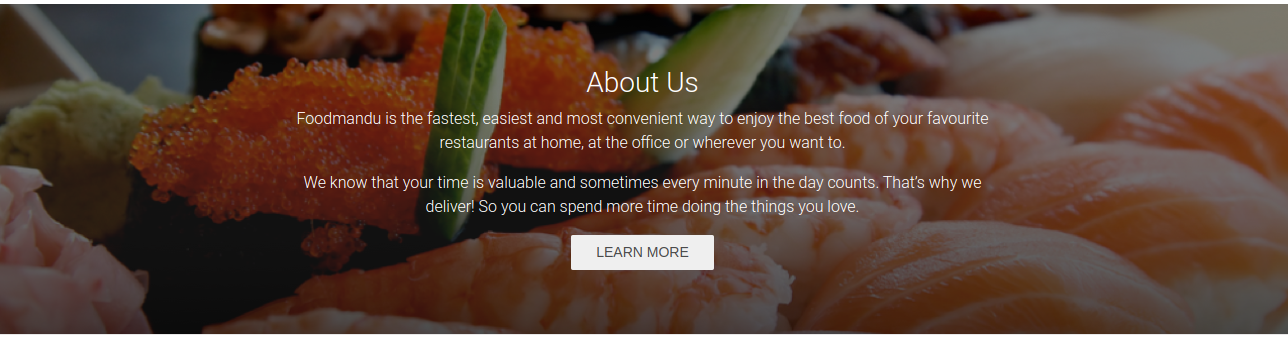 About Us
Foodmandu is the fastest, easiest and most convenient way to enjoy the best food of your favourite
restaurants at home, at the office or wherever you want to.
We know that your time is valuable and sometimes every minute in the day counts. That’s why we
deliver! So you can spend more time doing the things you love.
LEARN MORE